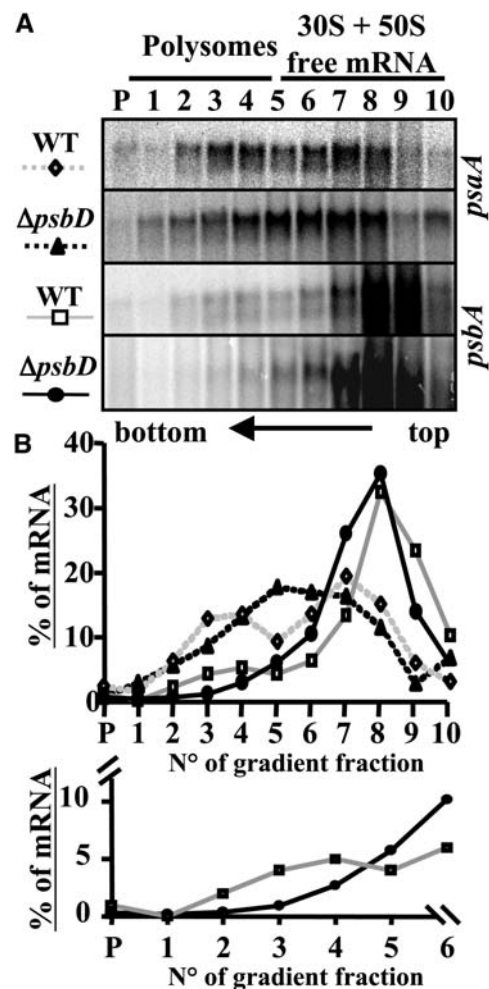 A
Polysomes
30S + 50S
free mRNA
P 1 2 3 4 5 6 7 8 9 10
WT
ΔpsbD
WT
ΔpsbD
psaA
psbA
bottom
top
B
% of mRNA
40
30
20
10
0
P 1 2 3 4 5 6 7 8 9 10
N° of gradient fraction
% of mRNA
10
5
0
P 1 2 3 4 5 6
N° of gradient fraction